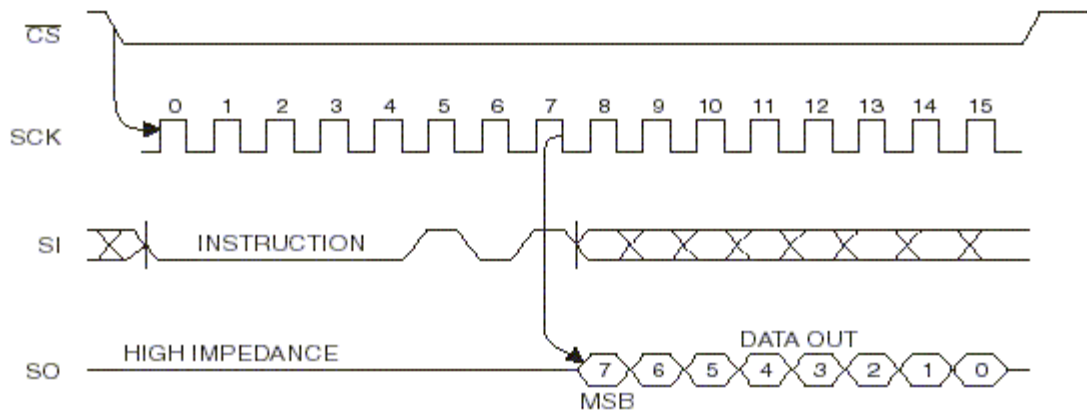 CS
0 1 2 3 4 5 6 7 8 9 10 11 12 13 14 15
SCK
SI INSTRUCTION
HIGH IMPEDANCE DATA OUT
SO 7 6 5 4 3 2 1 0
MSB